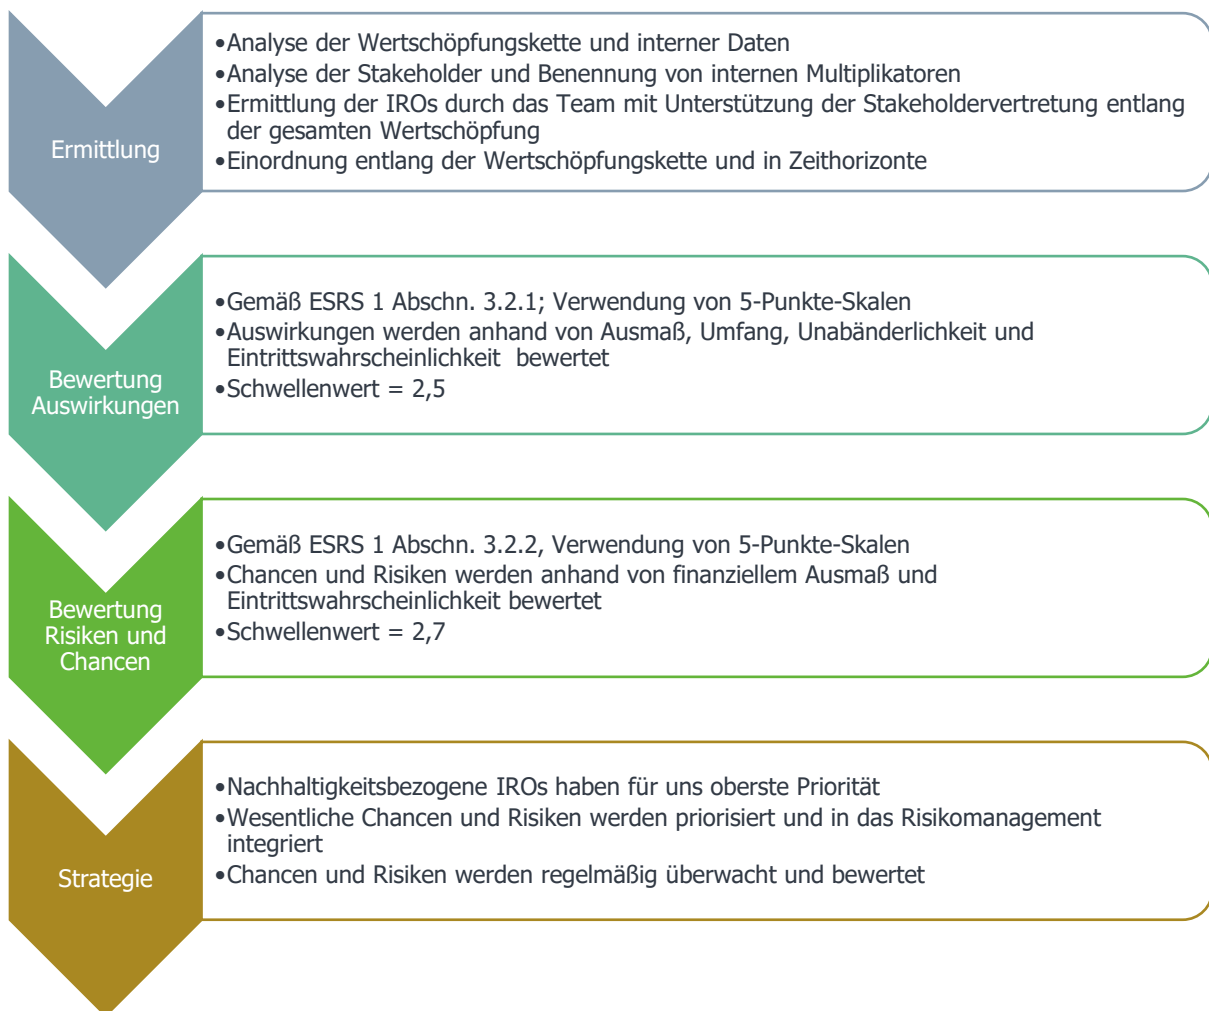 Ermittlung
•Analyse der Wertschöpfungskette und interner Daten
•Analyse der Stakeholder und Benennung von internen Multiplikatoren
•Ermittlung der IROs durch das Team mit Unterstützung der Stakeholdervertretung entlang
der gesamten Wertschöpfung
•Einordnung entlang der Wertschöpfungskette und in Zeithorizonte
Bewertung
Auswirkungen
•Gemäß ESRS 1 Abschn. 3.2.1; Verwendung von 5-Punkte-Skalen
•Auswirkungen werden anhand von Ausmaß, Umfang, Unabänderlichkeit und
Eintrittswahrscheinlichkeit bewertet
•Schwellenwert = 2,5
Bewertung
Risiken und
Chancen
•Gemäß ESRS 1 Abschn. 3.2.2, Verwendung von 5-Punkte-Skalen
•Chancen und Risiken werden anhand von finanziellem Ausmaß und
Eintrittswahrscheinlichkeit bewertet
•Schwellenwert = 2,7
Strategie
•Nachhaltigkeitsbezogene IROs haben für uns oberste Priorität
•Wesentliche Chancen und Risiken werden priorisiert und in das Risikomanagement
integriert
•Chancen und Risiken werden regelmäßig überwacht und bewertet